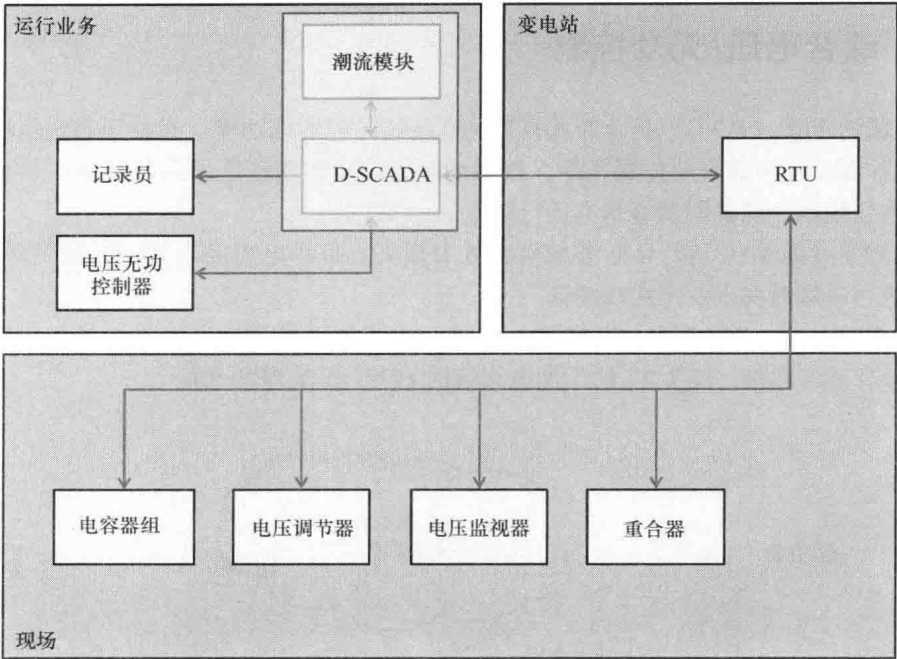 运行业务
变电站
潮流模块
记录员
D-SCADA
RTU
电压无功
控制器
电容器组
电压调节器
电压监视器
重合器
现场